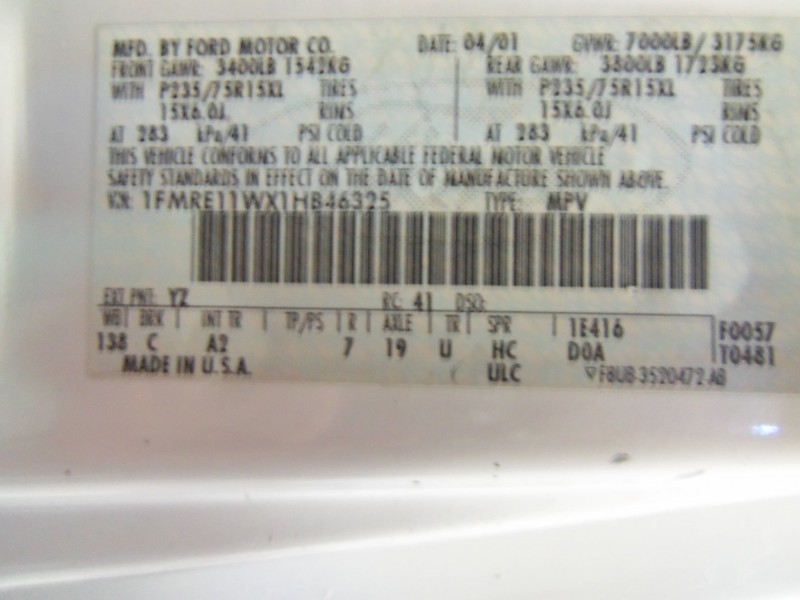 MFD. BY FORD MOTOR CO. DATE: 04/01 GVWR: 7000LB/ 3175KG
FRONT GAWR: 3400LB 1542KG REAR GAWR: 3800LB 1723KG
WITH P235/75R15XL TIRES WITH P235/75R15XL TIRES
15X6.0J RIMS 15X6.0J RIMS
AT 283 kPa/41 PSI COLD AT 283 kPa/41 PSI COLD
THIS VEHICLE CONFORMS TO ALL APPLICABLE FEDERAL MOTOR VEHICLE
SAFETY STANDARDS IN EFFECT ON THE DATE OF MANUFACTURE SHOWN ABOVE.
VIN: 1FMRE11WX1HB46325 TYPE: MPV
EXT PNT: YZ RC: 41 DSO:
WB BRK INT TR TP/PS R AXLE TR SPR 1E416 F0057
138 C A2 7 19 U HC D0A T0481
MADE IN U.S.A. ULC F8UB-3520472-AB